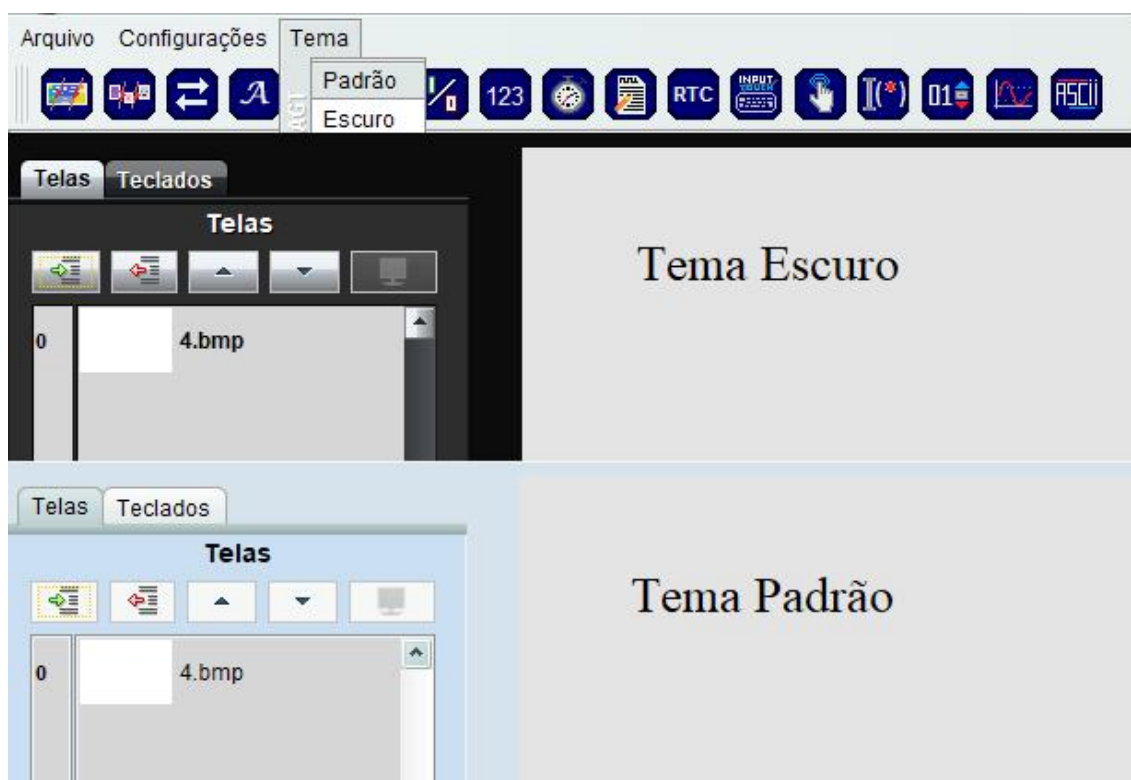 Arquivo Configurações Tema
Padrão
Escuro
123 RTC INPUT TOUCH I(*) 01 ASCII
Telas Teclados
Telas
0 4.bmp
Tema Escuro
Telas Teclados
Telas
0 4.bmp
Tema Padrão